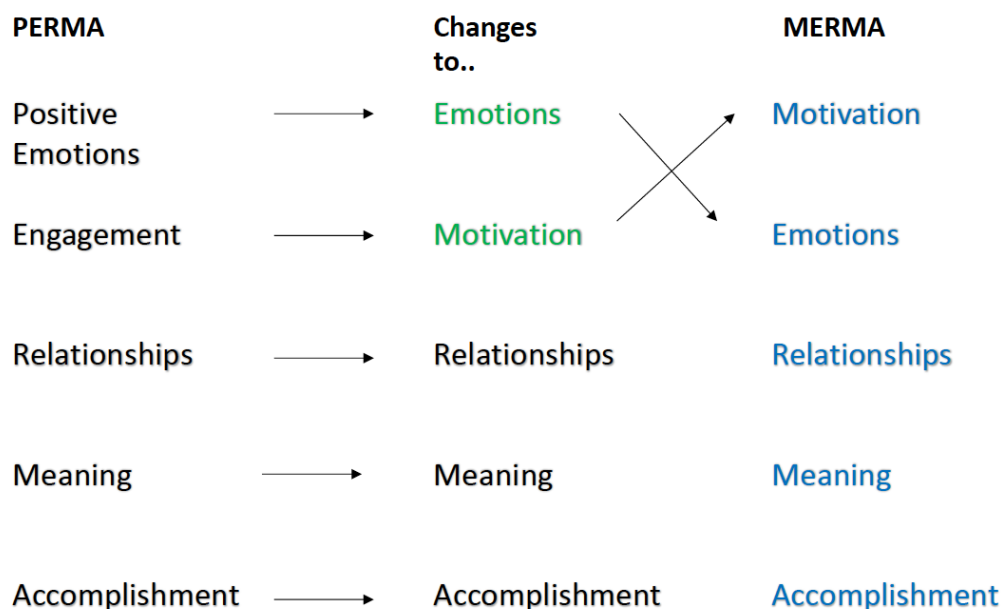 PERMA Changes MERMA
to..
Positive Emotions Motivation
Emotions
Engagement Motivation Emotions
Relationships Relationships Relationships
Meaning Meaning Meaning
Accomplishment Accomplishment Accomplishment